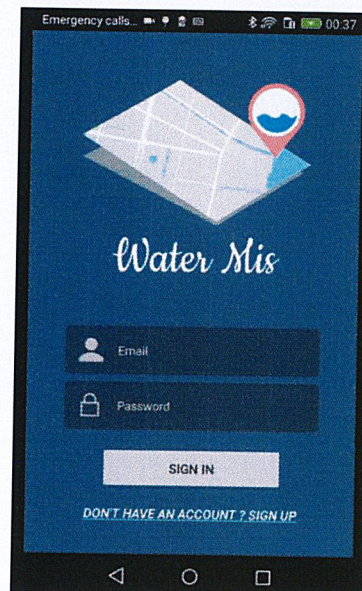 Emergency calls... 00:37
Water Mis
Email
Password
SIGN IN
DON'T HAVE AN ACCOUNT ? SIGN UP